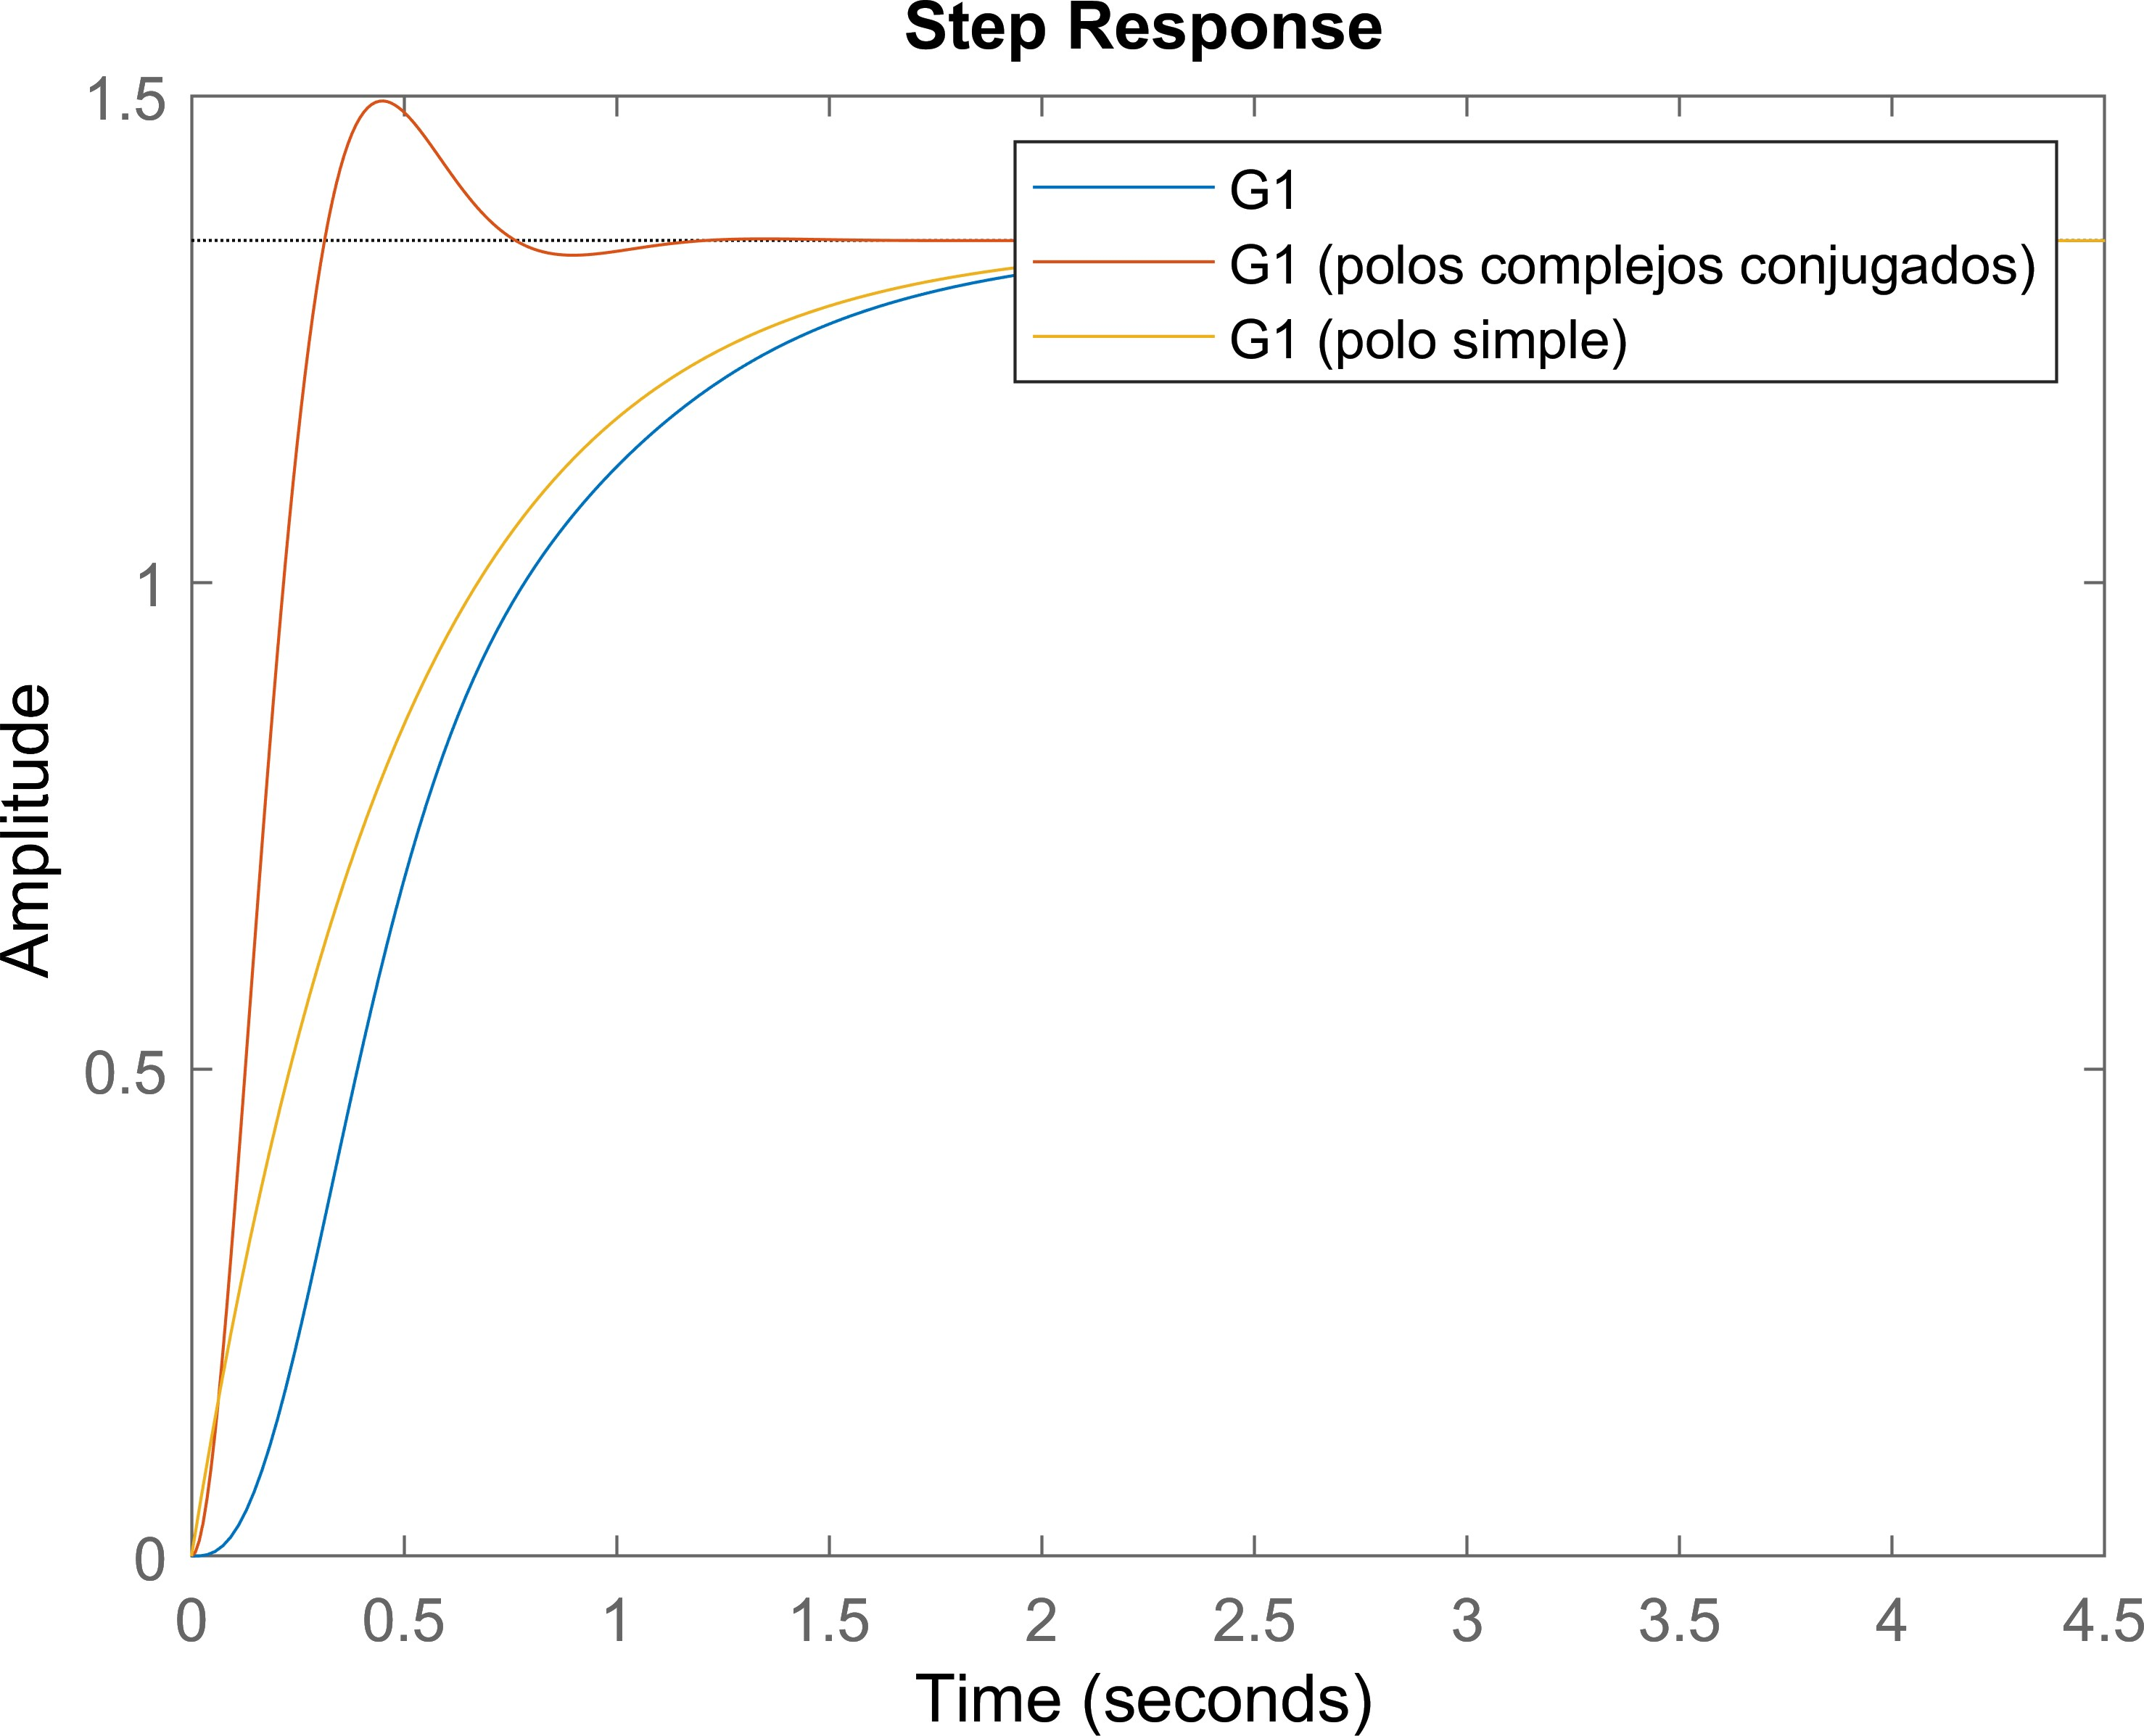 Step Response
1.5
1
0.5
0
Amplitude
G1
G1 (polos complejos conjugados)
G1 (polo simple)
0 0.5 1 1.5 2 2.5 3 3.5 4 4.5
Time (seconds)